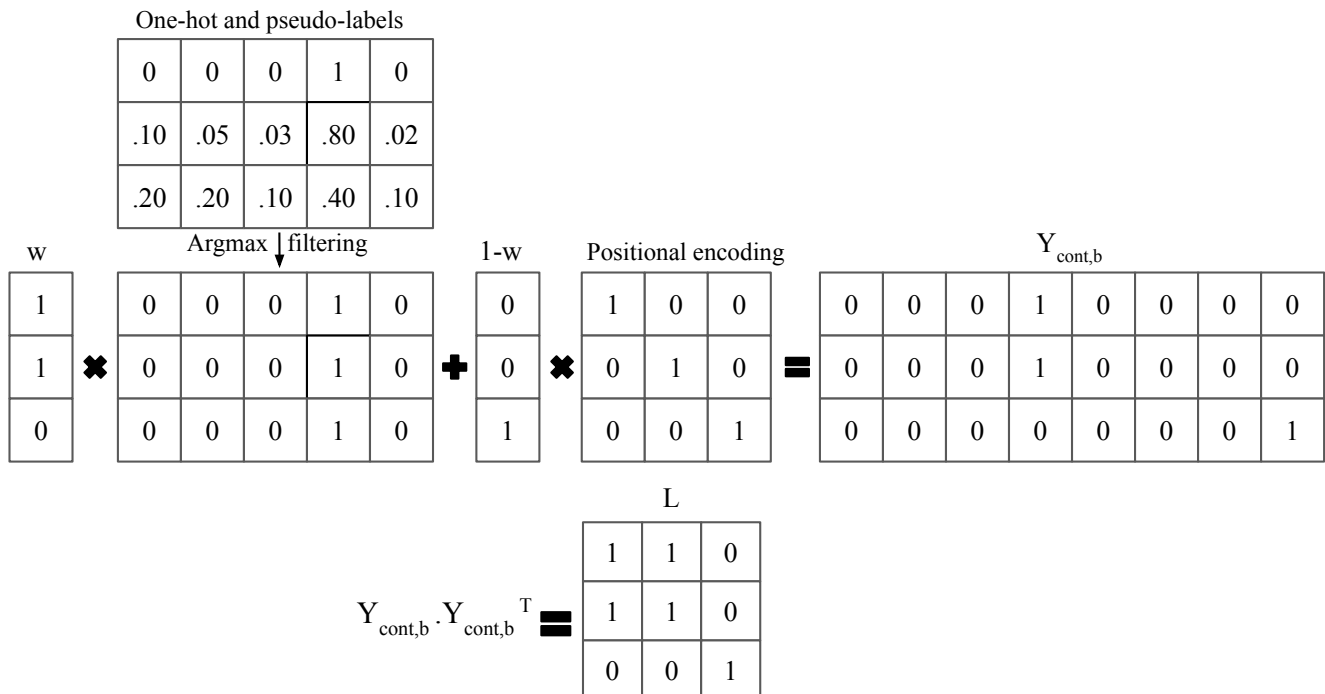 One-hot and pseudo-labels
0 0 0 1 0
.10 .05 .03 .80 .02
.20 .20 .10 .40 .10
Argmax filtering
w 1-w Positional encoding Y_cont,b
1 0 0 0 1 0 0 1 0 0 0 0 0 1 0 0 0 0
1 ✖ 0 0 0 1 0 ✚ 0 ✖ 0 1 0 = 0 0 0 1 0 0 0 0
0 0 0 0 1 0 1 0 0 1 0 0 0 0 0 0 0 1
L
1 1 0
Y_cont,b . Y_cont,b^T = 1 1 0
0 0 1